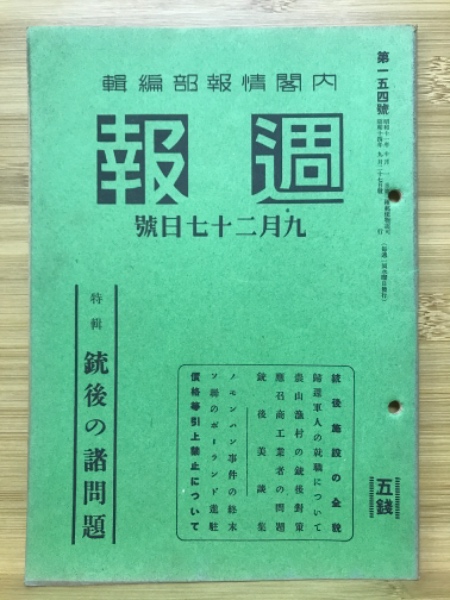 内閣情報部編輯
週報
九月二十七日號
第一五四號
五錢
特輯 銃後の諸問題
銃後施設の全貌
歸還軍人の就職について
農山漁村の銃後對策
應召商工業者の問題
銃後美談集
ノモンハン事件の終末
ソ聯のポーランド進駐
價格等引上禁止について